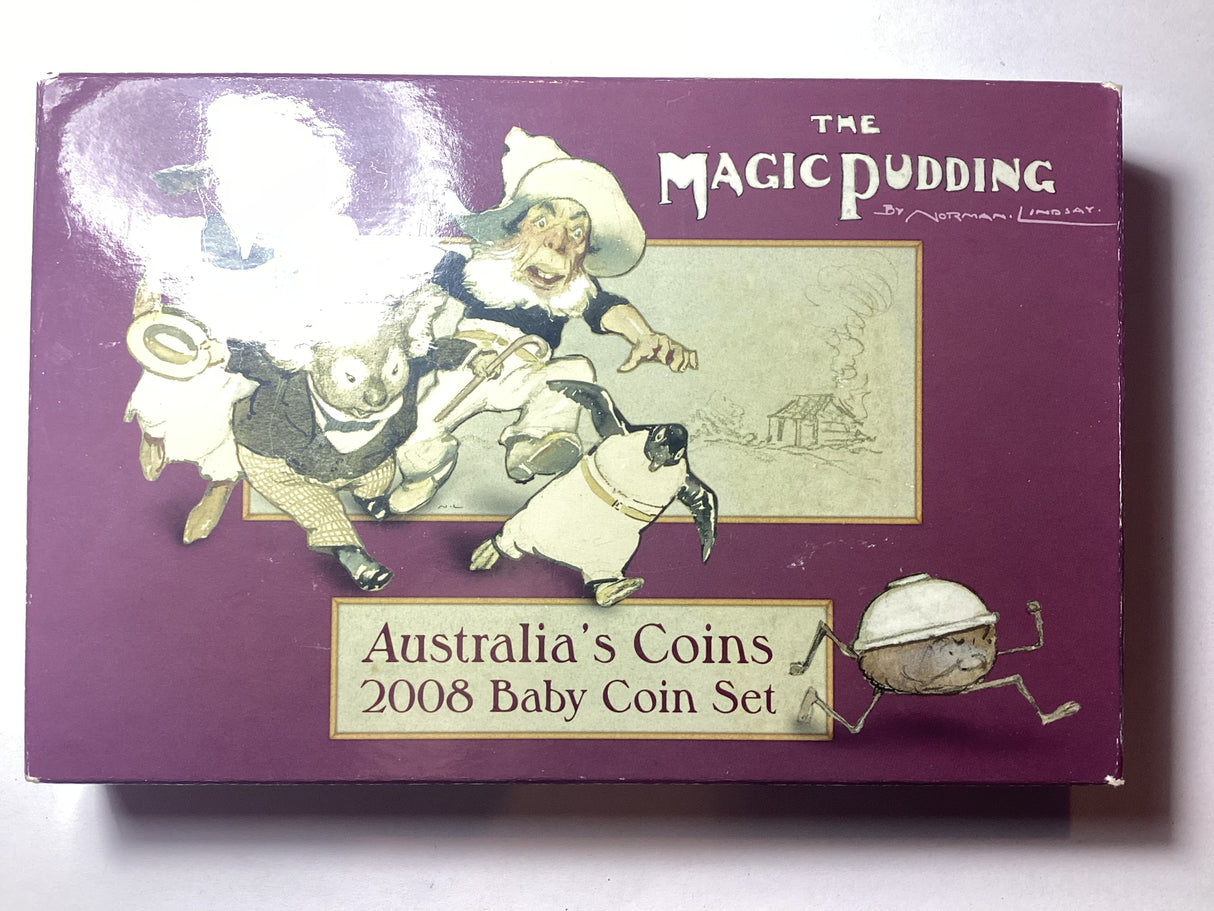 THE
MAGIC PUDDING
BY NORMAN. LINDSAY.
Australia's Coins
2008 Baby Coin Set